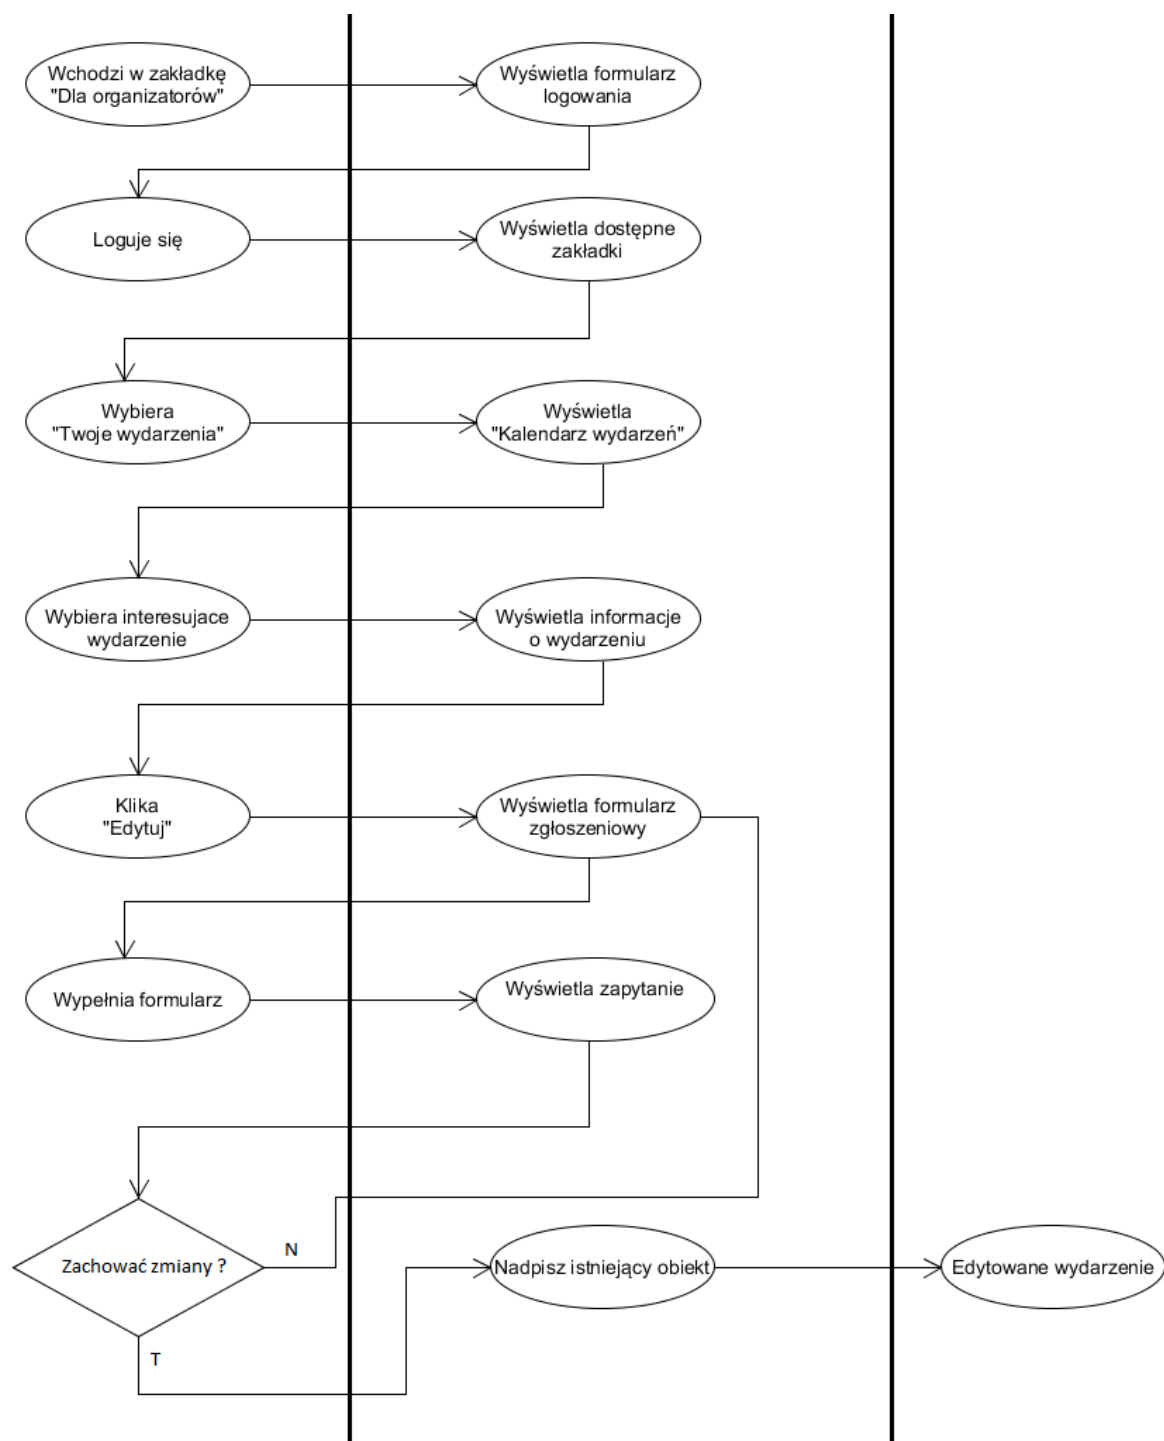 Wchodzi w zakładkę
"Dla organizatorów"
Wyświetla formularz
logowania
Loguje się
Wyświetla dostępne
zakładki
Wybiera
"Twoje wydarzenia"
Wyświetla
"Kalendarz wydarzeń"
Wybiera interesujace
wydarzenie
Wyświetla informacje
o wydarzeniu
Klika
"Edytuj"
Wyświetla formularz
zgłoszeniowy
Wypełnia formularz
Wyświetla zapytanie
Zachować zmiany ?
N
T
Nadpisz istniejący obiekt
Edytowane wydarzenie